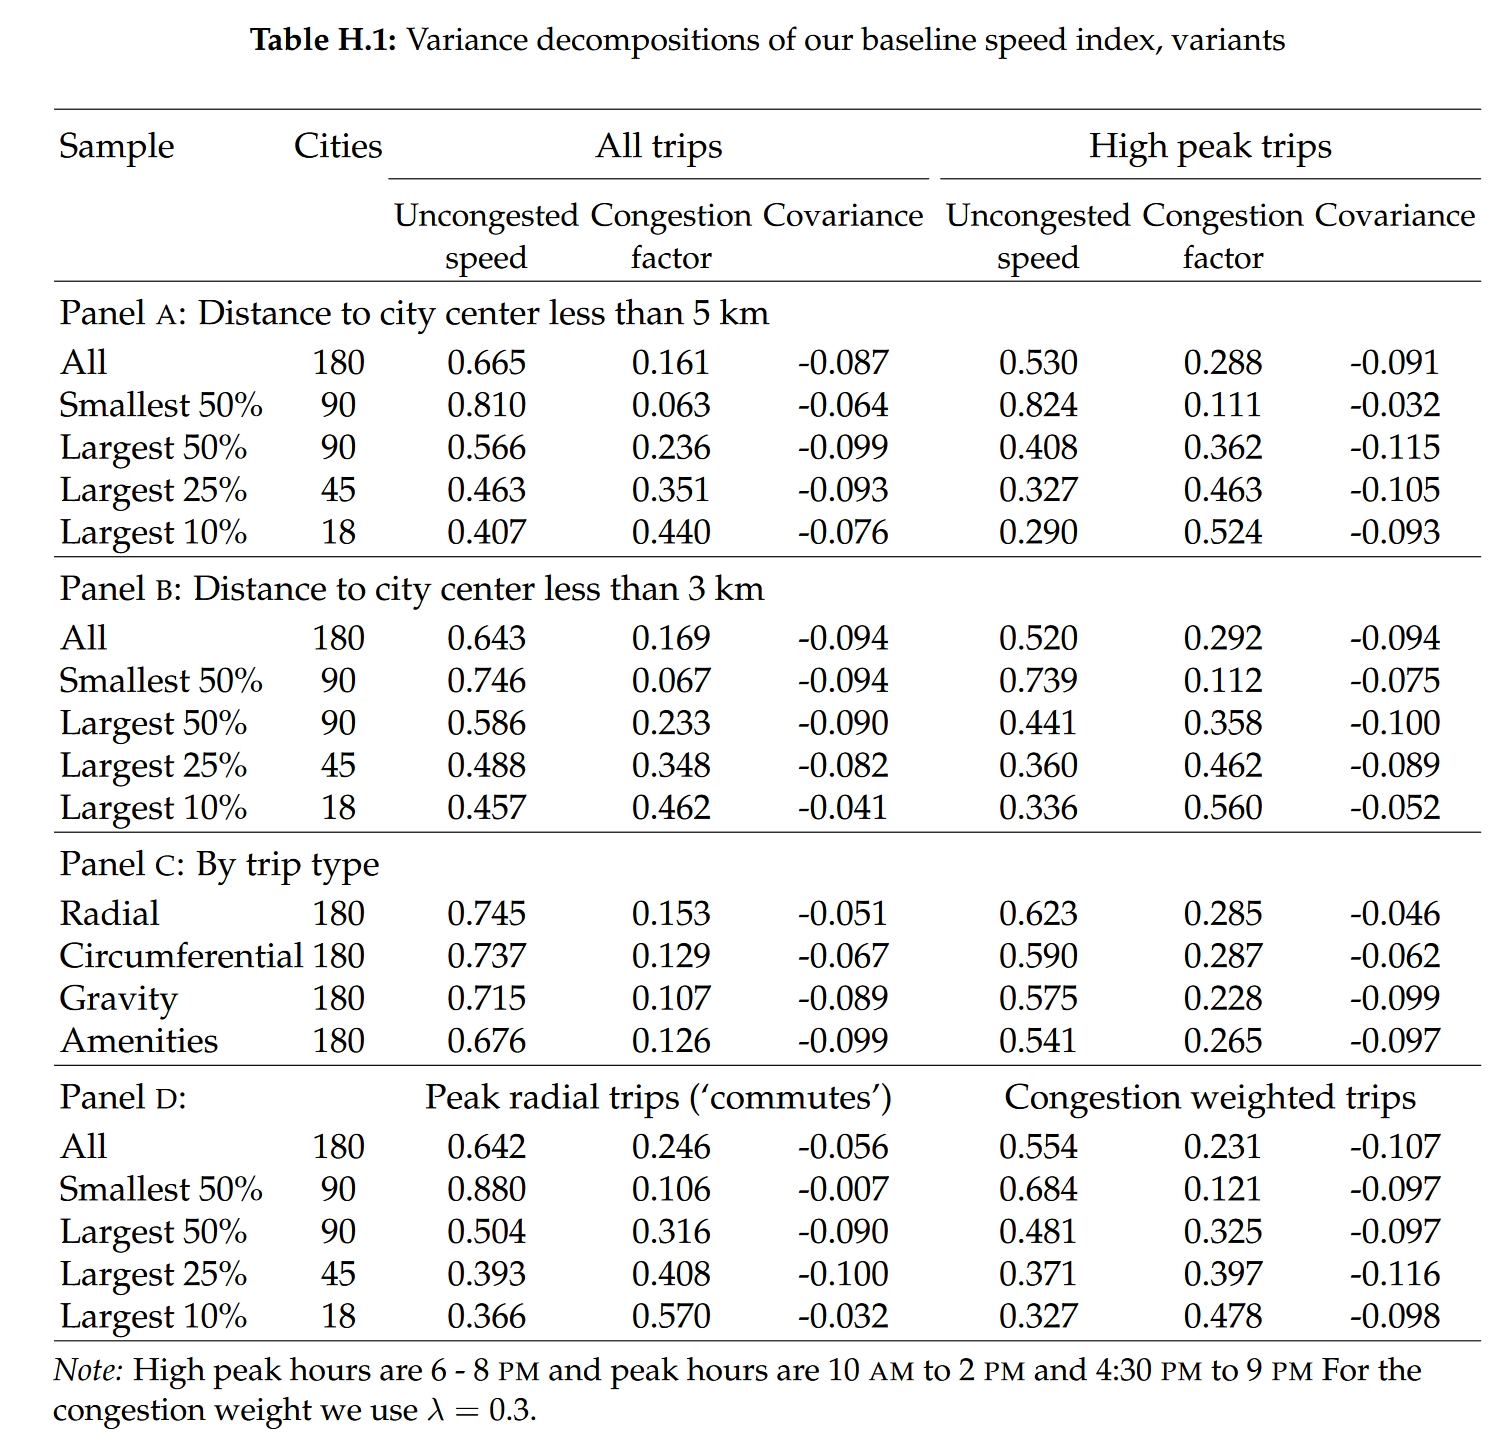 Table H.1: Variance decompositions of our baseline speed index, variants
Sample Cities All trips High peak trips
Uncongested Congestion Covariance Uncongested Congestion Covariance
speed factor speed factor
Panel A: Distance to city center less than 5 km
All 180 0.665 0.161 -0.087 0.530 0.288 -0.091
Smallest 50% 90 0.810 0.063 -0.064 0.824 0.111 -0.032
Largest 50% 90 0.566 0.236 -0.099 0.408 0.362 -0.115
Largest 25% 45 0.463 0.351 -0.093 0.327 0.463 -0.105
Largest 10% 18 0.407 0.440 -0.076 0.290 0.524 -0.093
Panel B: Distance to city center less than 3 km
All 180 0.643 0.169 -0.094 0.520 0.292 -0.094
Smallest 50% 90 0.746 0.067 -0.094 0.739 0.112 -0.075
Largest 50% 90 0.586 0.233 -0.090 0.441 0.358 -0.100
Largest 25% 45 0.488 0.348 -0.082 0.360 0.462 -0.089
Largest 10% 18 0.457 0.462 -0.041 0.336 0.560 -0.052
Panel C: By trip type
Radial 180 0.745 0.153 -0.051 0.623 0.285 -0.046
Circumferential 180 0.737 0.129 -0.067 0.590 0.287 -0.062
Gravity 180 0.715 0.107 -0.089 0.575 0.228 -0.099
Amenities 180 0.676 0.126 -0.099 0.541 0.265 -0.097
Panel D: Peak radial trips (‘commutes’) Congestion weighted trips
All 180 0.642 0.246 -0.056 0.554 0.231 -0.107
Smallest 50% 90 0.880 0.106 -0.007 0.684 0.121 -0.097
Largest 50% 90 0.504 0.316 -0.090 0.481 0.325 -0.097
Largest 25% 45 0.393 0.408 -0.100 0.371 0.397 -0.116
Largest 10% 18 0.366 0.570 -0.032 0.327 0.478 -0.098
Note: High peak hours are 6 - 8 PM and peak hours are 10 AM to 2 PM and 4:30 PM to 9 PM For the
congestion weight we use λ = 0.3.